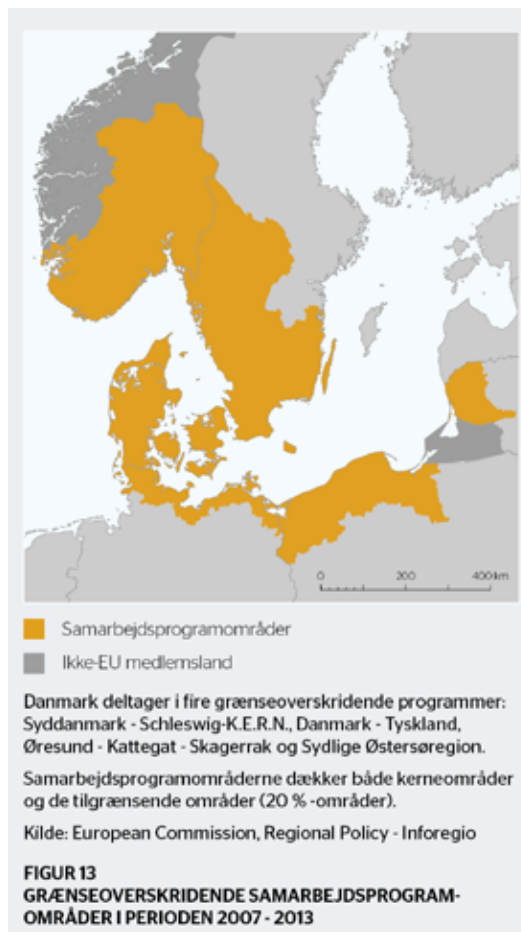 0 200 400 km
Samarbejdsprogramområder
Ikke-EU medlemsland
Danmark deltager i fire grænseoverskridende programmer:
Syddanmark - Schleswig-K.E.R.N., Danmark - Tyskland,
Øresund - Kattegat - Skagerrak og Sydlige Østersøregion.
Samarbejdsprogramområderne dækker både kerneområder
og de tilgrænsende områder (20 % -områder).
Kilde: European Commission, Regional Policy - Inforegio
FIGUR 13
GRÆNSEOVERSKRIDENDE SAMARBEJDSPROGRAM-
OMRÅDER I PERIODEN 2007 - 2013